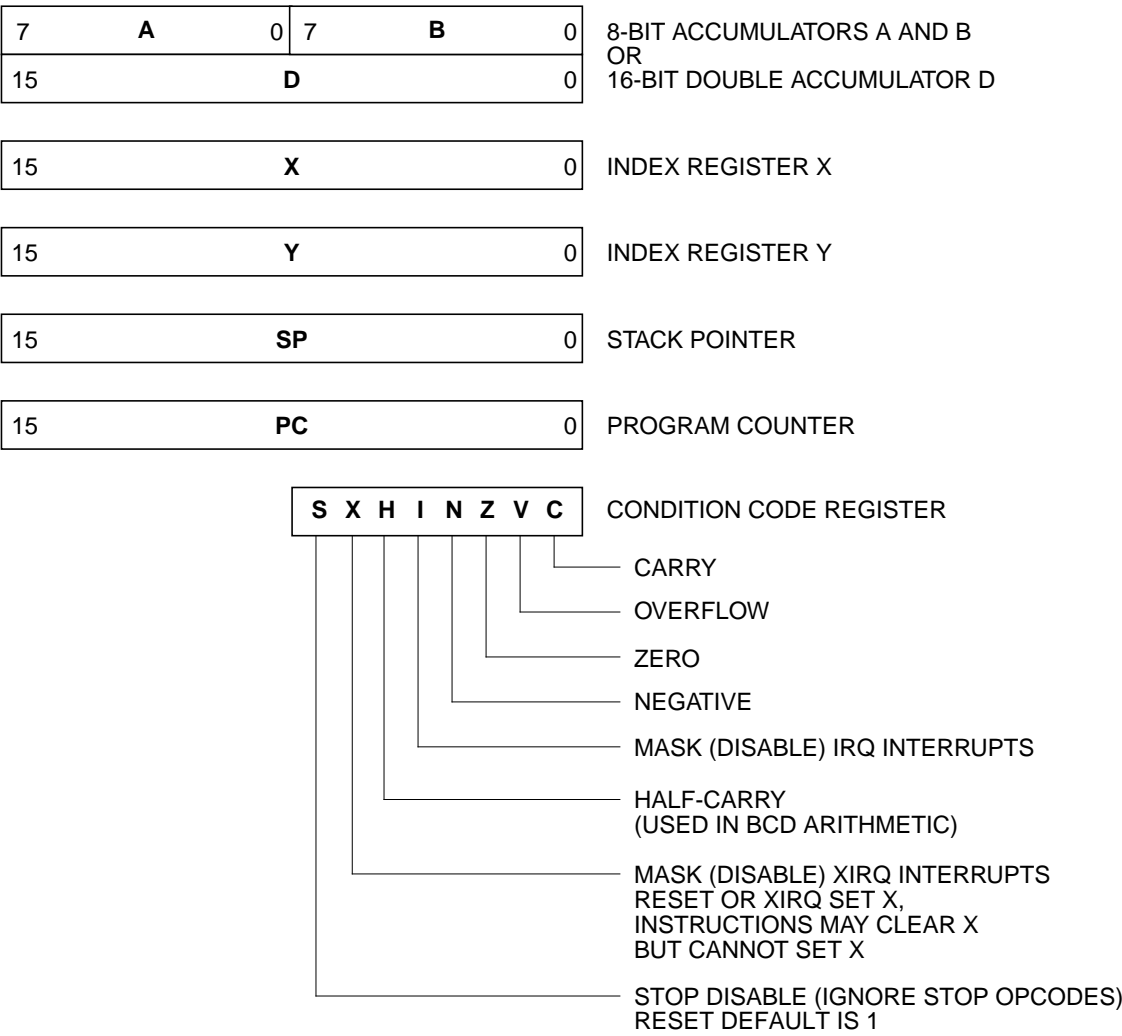 7 A 0 7 B 0 8-BIT ACCUMULATORS A AND B
OR
15 D 0 16-BIT DOUBLE ACCUMULATOR D
15 X 0 INDEX REGISTER X
15 Y 0 INDEX REGISTER Y
15 SP 0 STACK POINTER
15 PC 0 PROGRAM COUNTER
S X H I N Z V C CONDITION CODE REGISTER
CARRY
OVERFLOW
ZERO
NEGATIVE
MASK (DISABLE) IRQ INTERRUPTS
HALF-CARRY
(USED IN BCD ARITHMETIC)
MASK (DISABLE) XIRQ INTERRUPTS
RESET OR XIRQ SET X,
INSTRUCTIONS MAY CLEAR X
BUT CANNOT SET X
STOP DISABLE (IGNORE STOP OPCODES)
RESET DEFAULT IS 1